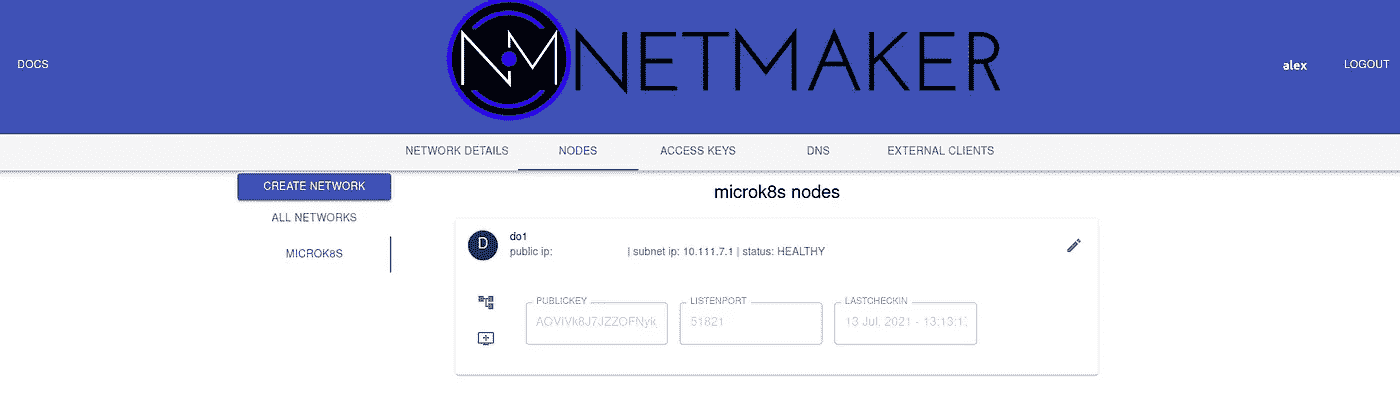 DOCS
NM NETMAKER
alex
LOGOUT
NETWORK DETAILS
NODES
ACCESS KEYS
DNS
EXTERNAL CLIENTS
CREATE NETWORK
ALL NETWORKS
MICROK8S
microk8s nodes
D
do1
public ip: | subnet ip: 10.111.7.1 | status: HEALTHY
PUBLICKEY
LISTENPORT
LASTCHECKIN
51821
13 Jul, 2021 - 13:13:1